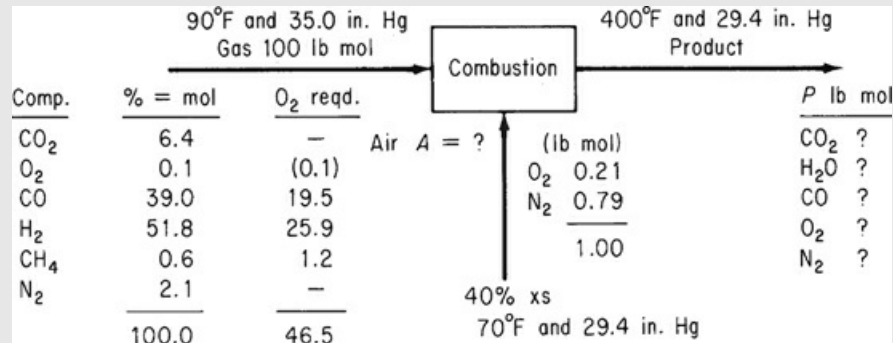 90°F and 35.0 in. Hg
Gas 100 lb mol
Combustion
400°F and 29.4 in. Hg
Product
Comp. % = mol O₂ reqd.
CO₂ 6.4 —
O₂ 0.1 (0.1)
CO 39.0 19.5
H₂ 51.8 25.9
CH₄ 0.6 1.2
N₂ 2.1 —
100.0 46.5
Air A = ? (lb mol)
O₂ 0.21
N₂ 0.79
1.00
40% xs
70°F and 29.4 in. Hg
P lb mol
CO₂ ?
H₂O ?
CO ?
O₂ ?
N₂ ?